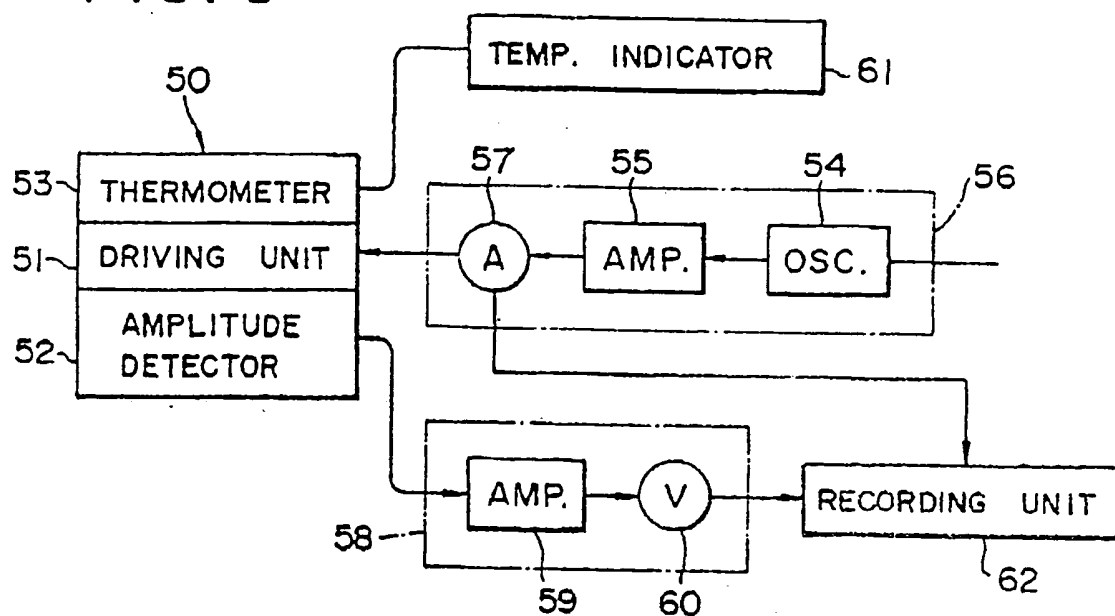 TEMP. INDICATOR
61
50
57
55
54
56
53
THERMOMETER
51
DRIVING UNIT
A
AMP.
OSC.
52
AMPLITUDE
DETECTOR
AMP.
V
RECORDING UNIT
58
59
60
62